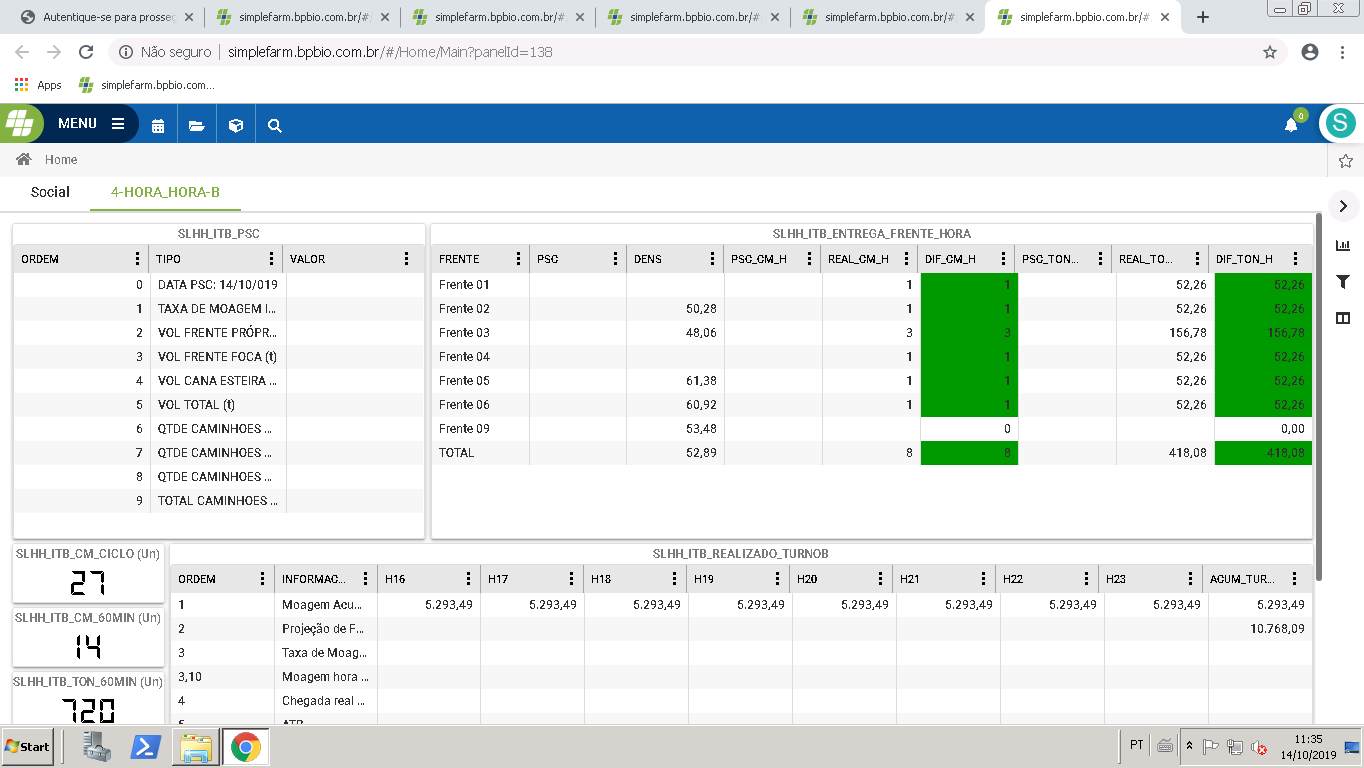 Autentique-se para prosseg
simplefarm.bpbio.com.br/#/
simplefarm.bpbio.com.br/#
simplefarm.bpbio.com.br/#/
simplefarm.bpbio.com.br/#
simplefarm.bpbio.com.br/#
Não seguro
simplefarm.bpbio.com.br/#/Home/Main?panelId=138
Apps
simplefarm.bpbio.com...
MENU
0
S
Home
Social
4-HORA_HORA-B
SLHH_ITB_PSC
ORDEM TIPO VALOR
0 DATA PSC: 14/10/019
1 TAXA DE MOAGEM I...
2 VOL FRENTE PRÓPR...
3 VOL FRENTE FOCA (t)
4 VOL CANA ESTEIRA ...
5 VOL TOTAL (t)
6 QTDE CAMINHOES ...
7 QTDE CAMINHOES ...
8 QTDE CAMINHOES ...
9 TOTAL CAMINHOES ...
SLHH_ITB_ENTREGA_FRENTE_HORA
FRENTE PSC DENS PSC_CM_H REAL_CM_H DIF_CM_H PSC_TON... REAL_TO... DIF_TON_H
Frente 01 1 1 52,26 52,26
Frente 02 50,28 1 1 52,26 52,26
Frente 03 48,06 3 3 156,78 156,78
Frente 04 1 1 52,26 52,26
Frente 05 61,38 1 1 52,26 52,26
Frente 06 60,92 1 1 52,26 52,26
Frente 09 53,48 0 0,00
TOTAL 52,89 8 8 418,08 418,08
SLHH_ITB_CM_CICLO (Un)
27
SLHH_ITB_CM_60MIN (Un)
14
SLHH_ITB_TON_60MIN (Un)
720
SLHH_ITB_REALIZADO_TURNOB
ORDEM INFORMAC... H16 H17 H18 H19 H20 H21 H22 H23 ACUM_TUR...
1 Moagem Acu... 5.293,49 5.293,49 5.293,49 5.293,49 5.293,49 5.293,49 5.293,49 5.293,49 5.293,49
2 Projeção de F... 10.768,09
3 Taxa de Moag...
3,10 Moagem hora ...
4 Chegada real ...
Start
PT
11:35
14/10/2019